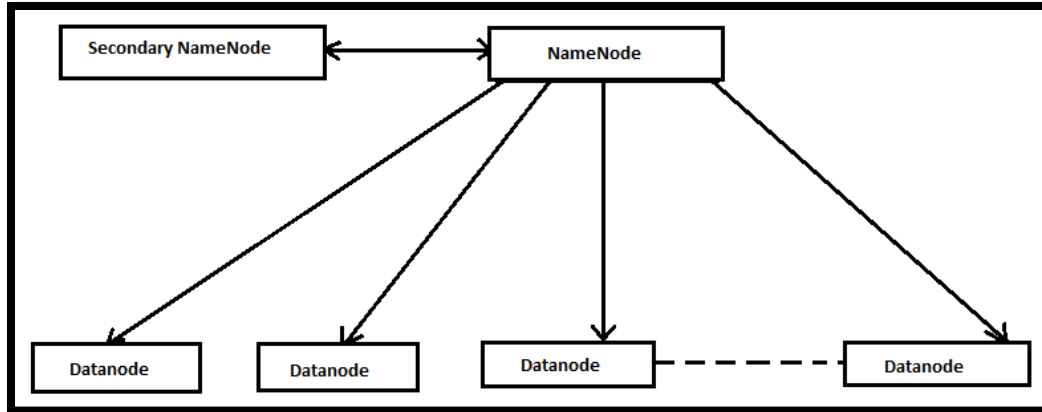 Secondary NameNode
NameNode
Datanode
Datanode
Datanode
Datanode